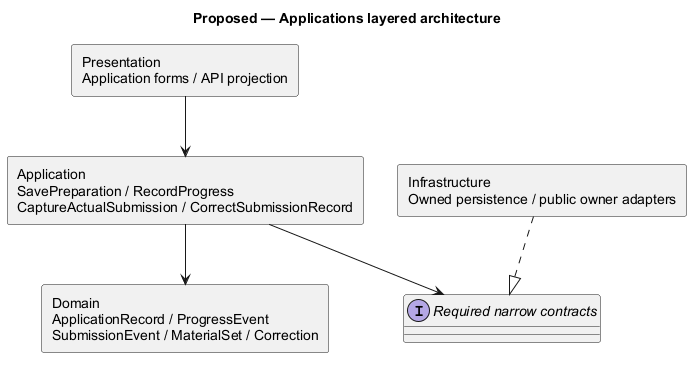 Proposed — Applications layered architecture
Presentation
Application forms / API projection
Application
SavePreparation / RecordProgress
CaptureActualSubmission / CorrectSubmissionRecord
Infrastructure
Owned persistence / public owner adapters
Domain
ApplicationRecord / ProgressEvent
SubmissionEvent / MaterialSet / Correction
I Required narrow contracts